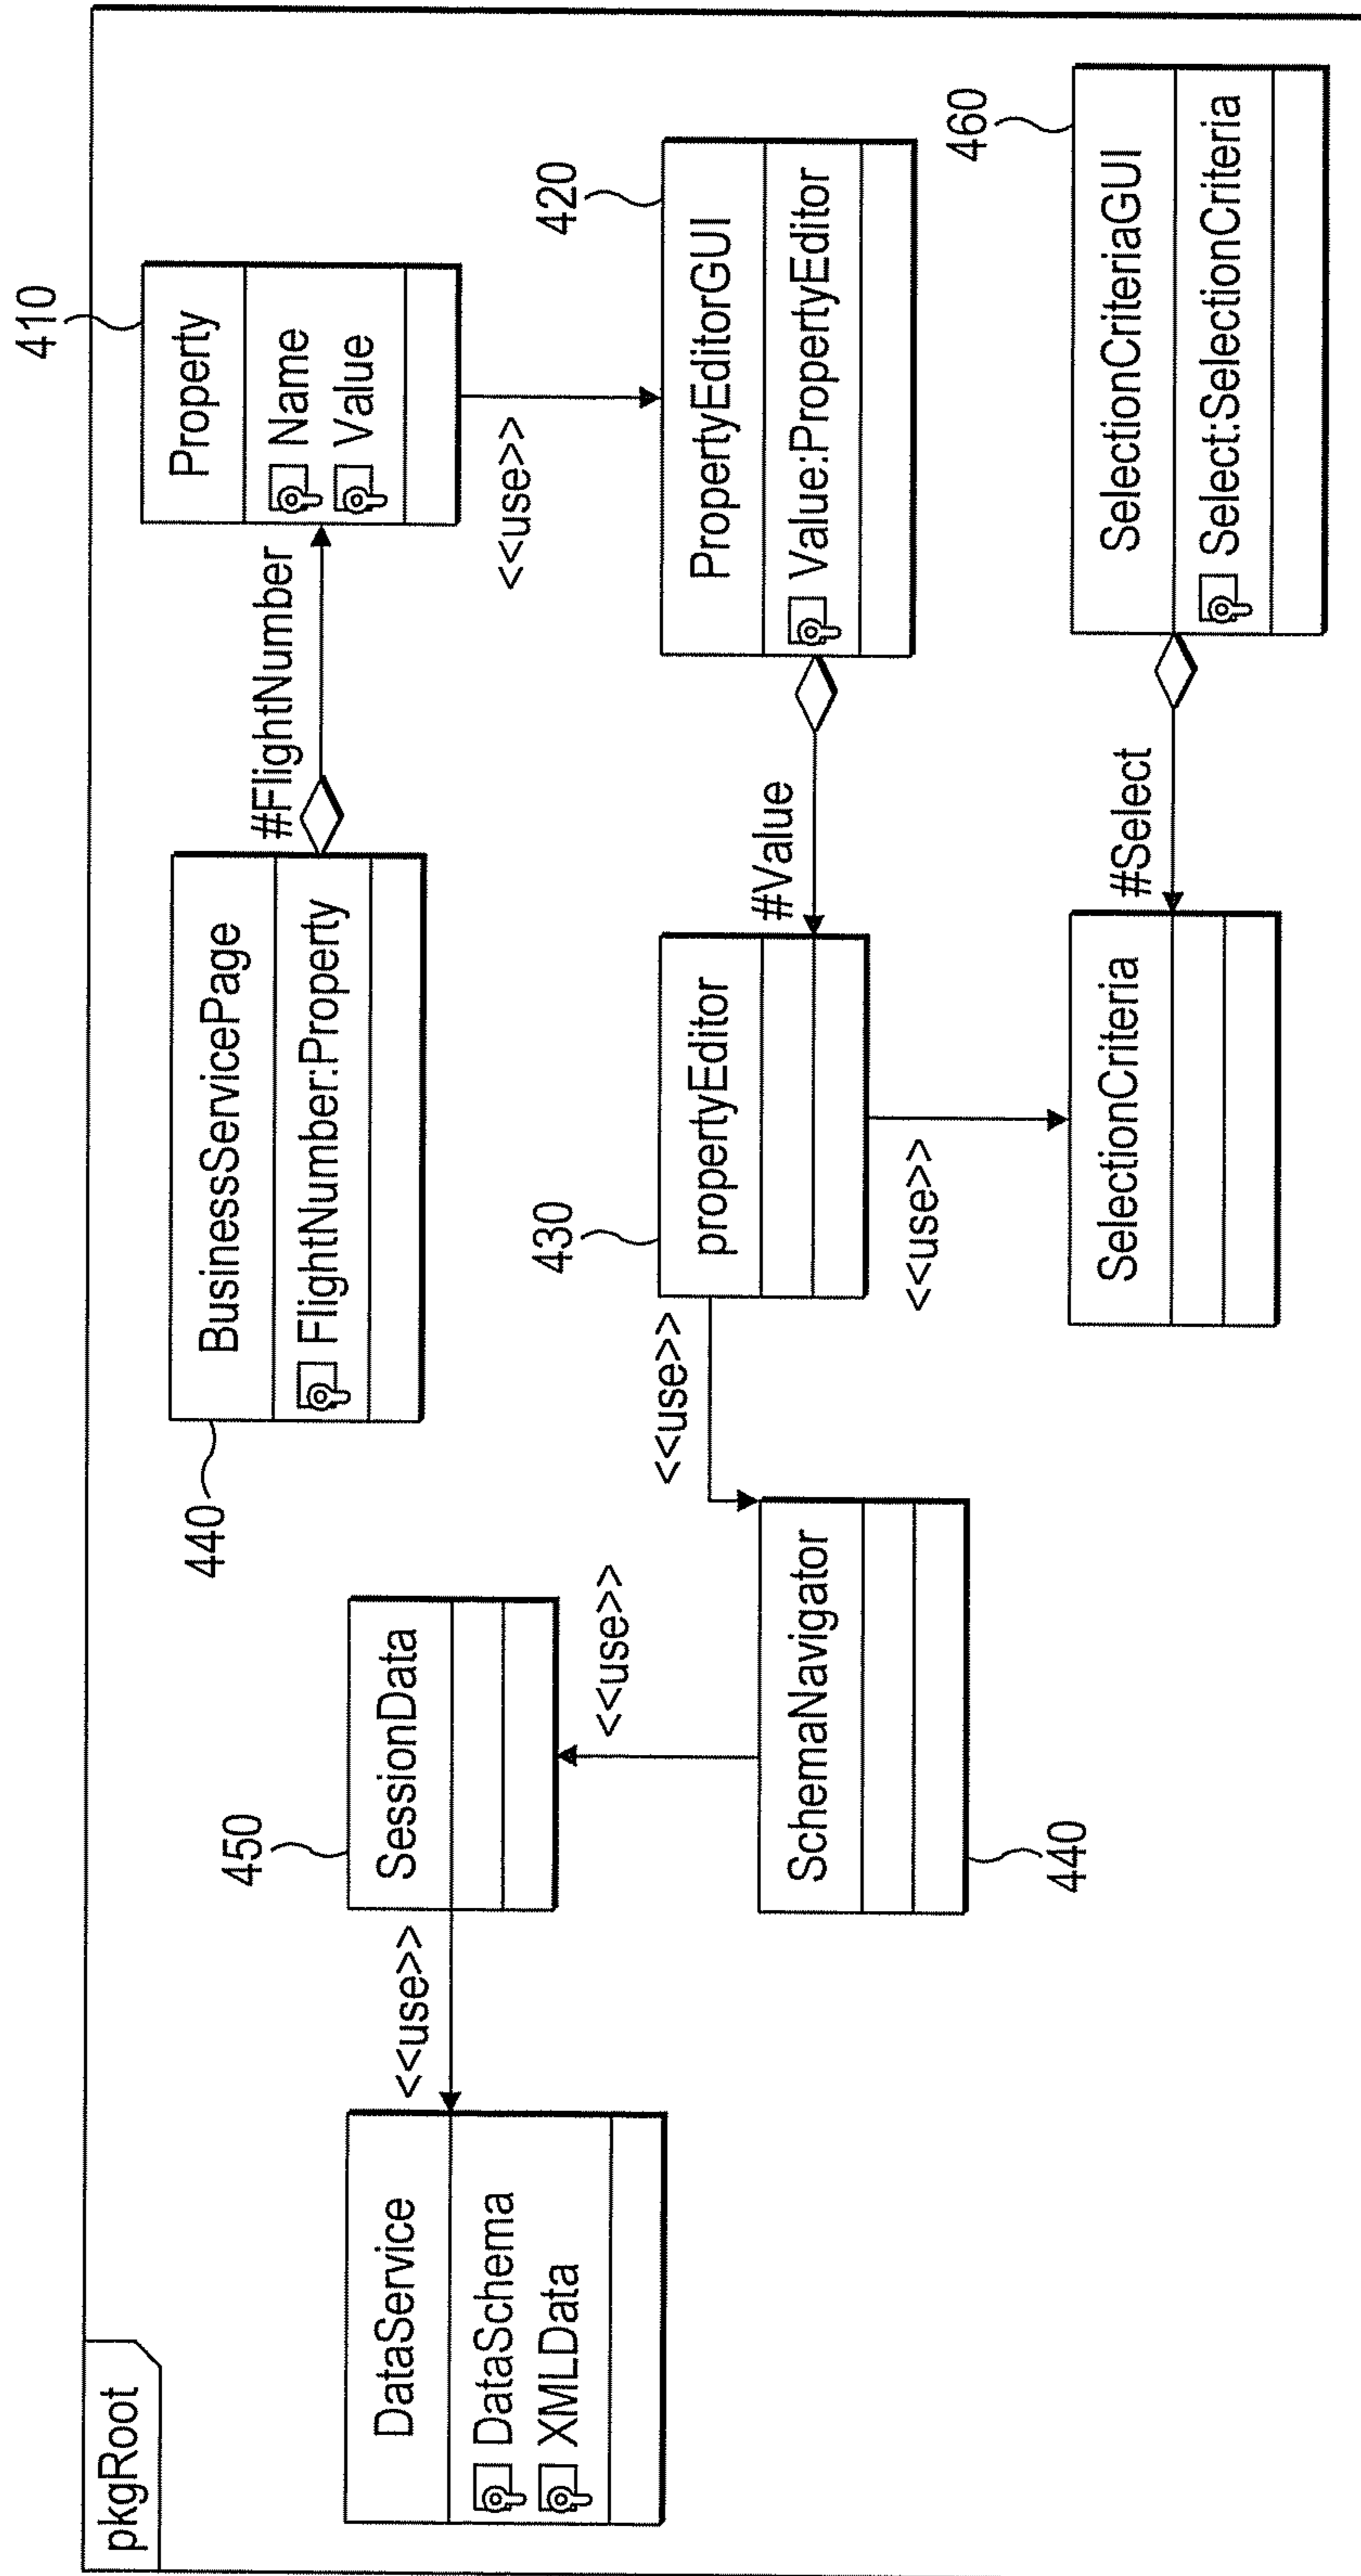 pkgRoot
410
440
BusinessServicePage
FlightNumber:Property
#FlightNumber
Property
Name
Value
<<use>>
450
DataService
DataSchema
XMLData
<<use>>
SessionData
<<use>>
<<use>>
430
propertyEditor
#Value
420
PropertyEditorGUI
Value:PropertyEditor
SchemaNavigator
440
<<use>>
SelectionCriteria
#Select
460
SelectionCriteriaGUI
Select:SelectionCriteria